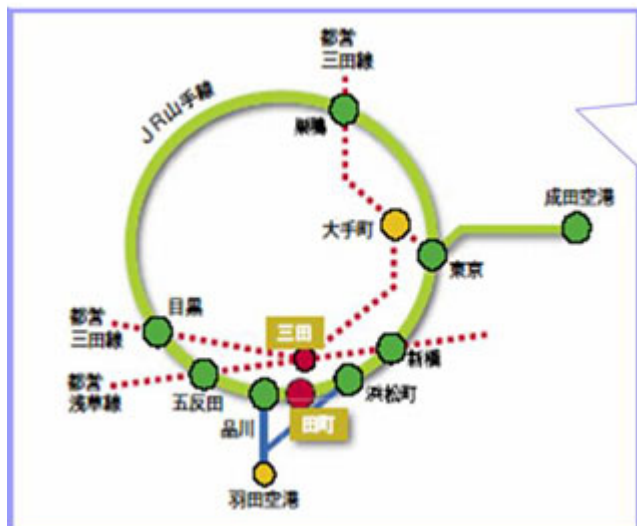 都営
三田線
JR山手線
巣鴨
成田空港
大手町
東京
目黒
都営
三田線
三田
新橋
都営
浅草線
五反田
浜松町
品川
田町
羽田空港